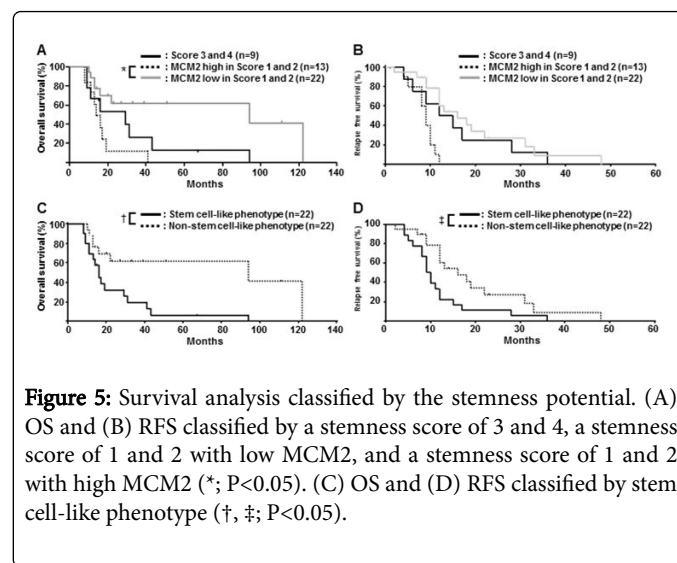 A
: Score 3 and 4 (n=9)
: MCM2 high in Score 1 and 2 (n=13)
: MCM2 low in Score 1 and 2 (n=22)
*
Overall survival (%)
100
80
60
40
20
0 20 40 60 80 100 120 140
Months
B
: Score 3 and 4 (n=9)
: MCM2 high in Score 1 and 2 (n=13)
: MCM2 low in Score 1 and 2 (n=22)
Relapse free survival (%)
100
80
60
40
20
0 10 20 30 40 50 60
Months
C
† : Stem cell-like phenotype (n=22)
: Non-stem cell-like phenotype (n=22)
Overall survival (%)
100
80
60
40
20
0 20 40 60 80 100 120 140
Months
D
‡ : Stem cell-like phenotype (n=22)
: Non-stem cell-like phenotype (n=22)
Relapse free survival (%)
100
80
60
40
20
0 10 20 30 40 50 60
Months
Figure 5: Survival analysis classified by the stemness potential. (A)
OS and (B) RFS classified by a stemness score of 3 and 4, a stemness
score of 1 and 2 with low MCM2, and a stemness score of 1 and 2
with high MCM2 (*; P<0.05). (C) OS and (D) RFS classified by stem
cell-like phenotype (†, ‡; P<0.05).